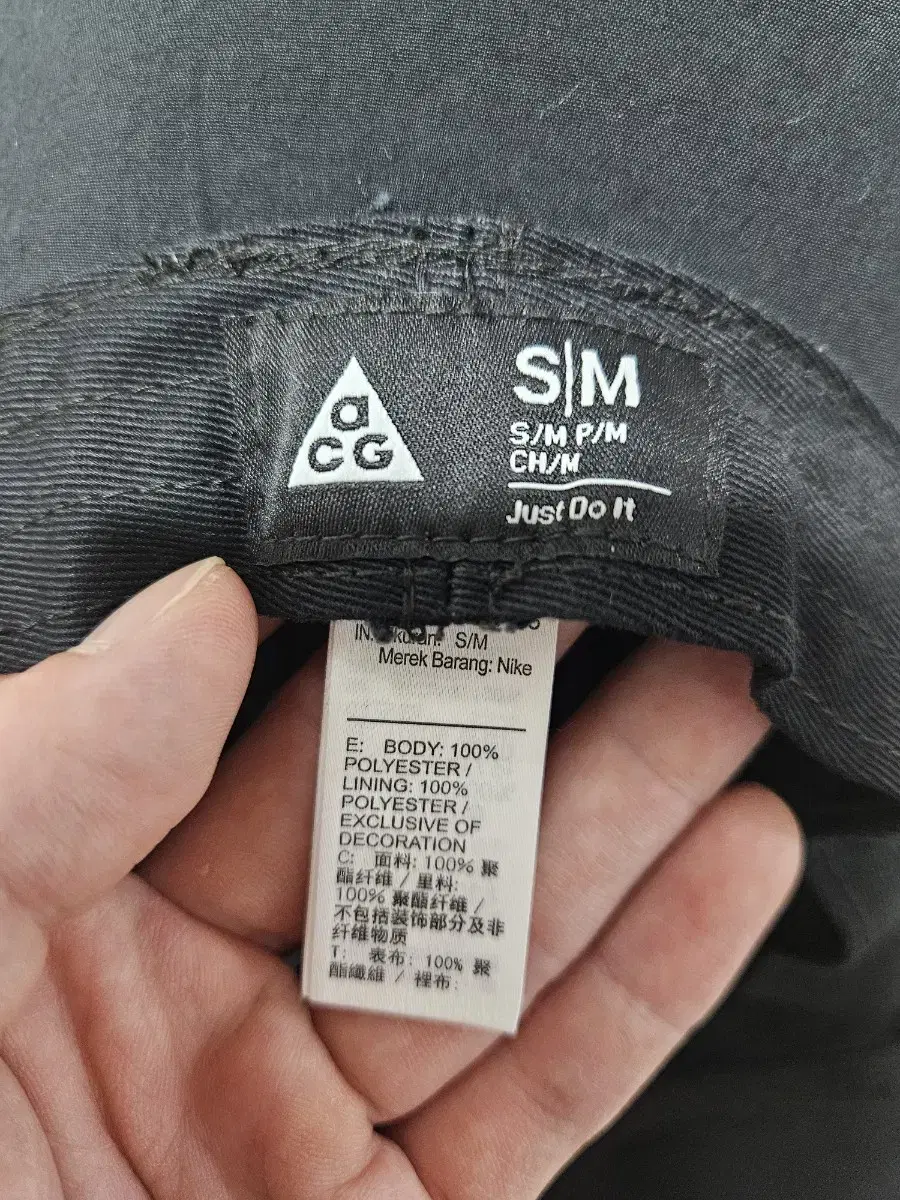 a
CG
S|M
S/M P/M
CH/M
Just Do It
S/M
Merek Barang: Nike
E: BODY: 100%
POLYESTER /
LINING: 100%
POLYESTER /
EXCLUSIVE OF
DECORATION
C: 面料: 100% 聚
酯纤维 / 里料:
100% 聚酯纤维 /
不包括装饰部分及非
纤维物质
T: 表布: 100% 聚
酯纖維 / 裡布: